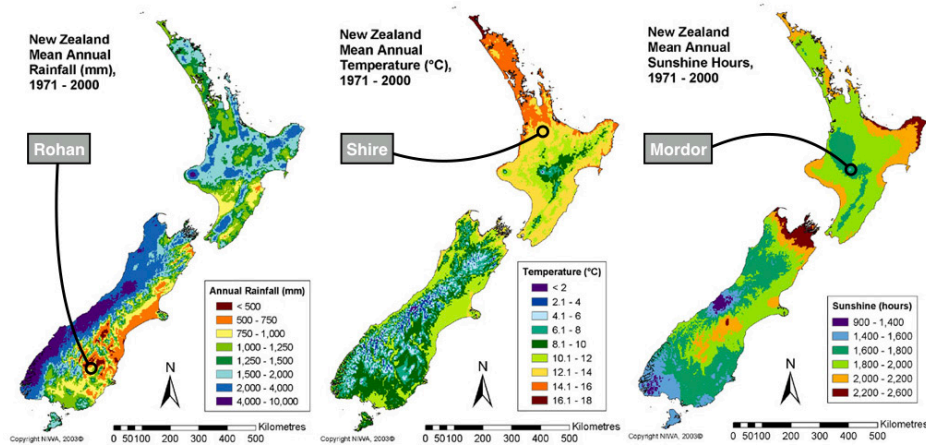 New Zealand
Mean Annual
Rainfall (mm),
1971 - 2000
Rohan
Annual Rainfall (mm)
< 500
500 - 750
750 - 1,000
1,000 - 1,250
1,250 - 1,500
1,500 - 2,000
2,000 - 4,000
4,000 - 10,000
N
Kilometres
0 50 100 200 300 400 500
Copyright NIWA, 2003©
New Zealand
Mean Annual
Temperature (°C),
1971 - 2000
Shire
Temperature (°C)
< 2
2.1 - 4
4.1 - 6
6.1 - 8
8.1 - 10
10.1 - 12
12.1 - 14
14.1 - 16
16.1 - 18
N
Kilometres
0 50 100 200 300 400 500
Copyright NIWA, 2003©
New Zealand
Mean Annual
Sunshine Hours,
1971 - 2000
Mordor
Sunshine (hours)
900 - 1,400
1,400 - 1,600
1,600 - 1,800
1,800 - 2,000
2,000 - 2,200
2,200 - 2,600
N
Kilometres
0 50 100 200 300 400 500
Copyright NIWA, 2003©